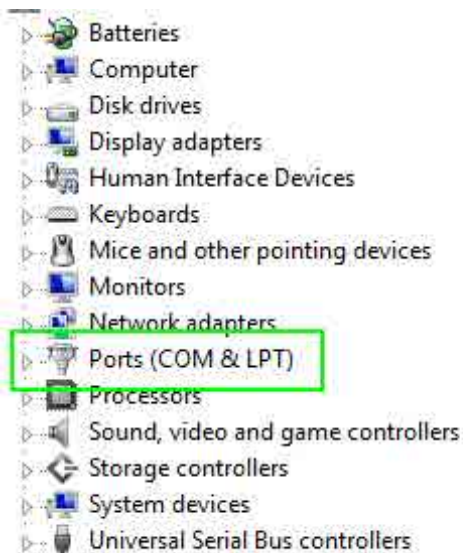 Batteries
Computer
Disk drives
Display adapters
Human Interface Devices
Keyboards
Mice and other pointing devices
Monitors
Network adapters
Ports (COM & LPT)
Processors
Sound, video and game controllers
Storage controllers
System devices
Universal Serial Bus controllers